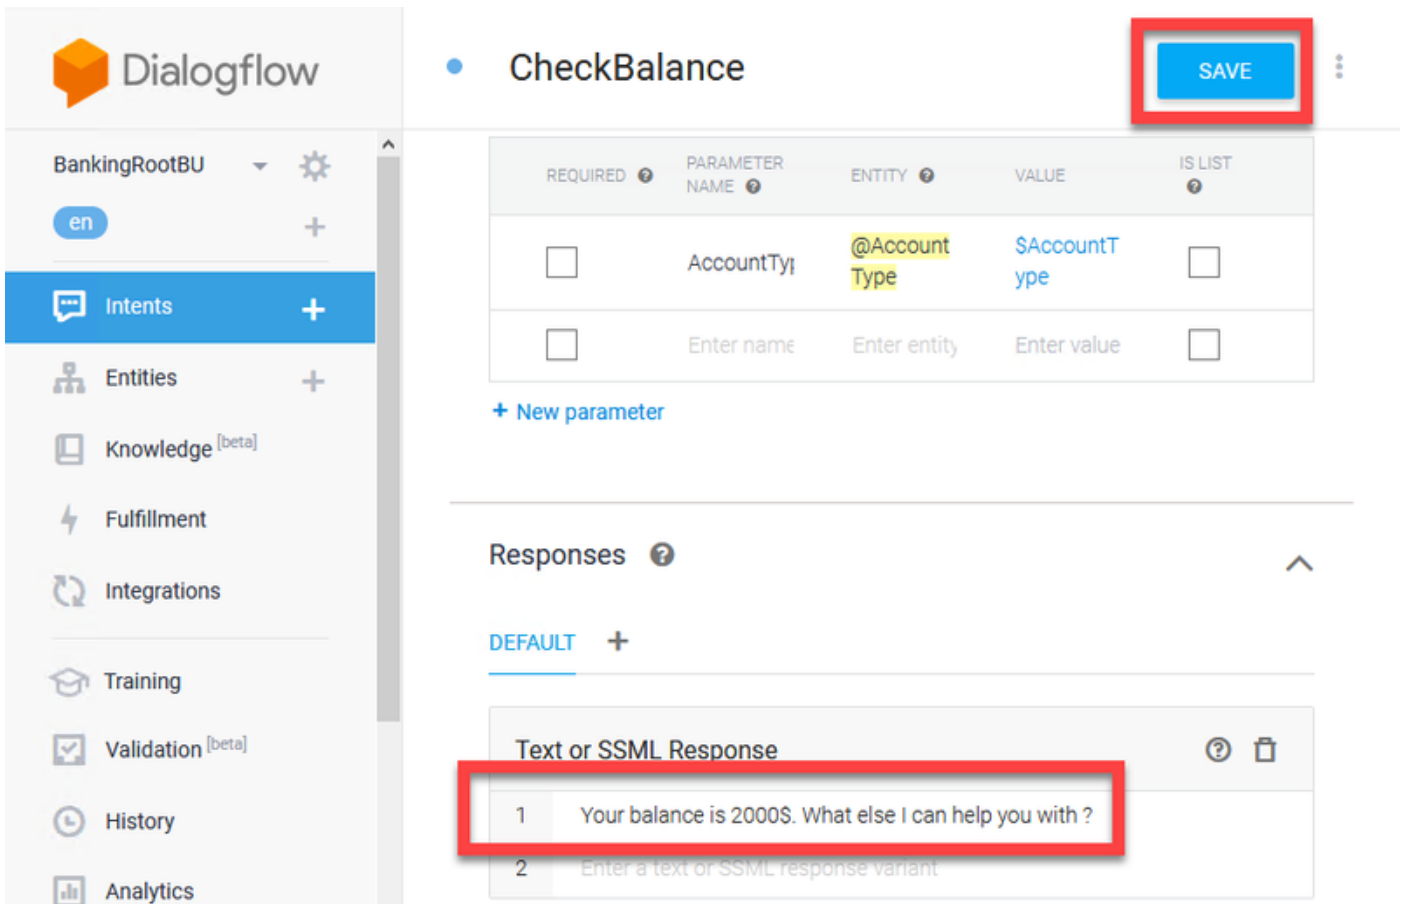 Dialogflow
CheckBalance
SAVE
BankingRootBU
en
Intents
Entities
Knowledge [beta]
Fulfillment
Integrations
Training
Validation [beta]
History
Analytics
REQUIRED
PARAMETER
NAME
ENTITY
VALUE
IS LIST
AccountTyp
@Account
Type
$AccountT
ype
Enter name
Enter entity
Enter value
+ New parameter
Responses
DEFAULT +
Text or SSML Response
1 Your balance is 2000$. What else I can help you with ?
2 Enter a text or SSML response variant